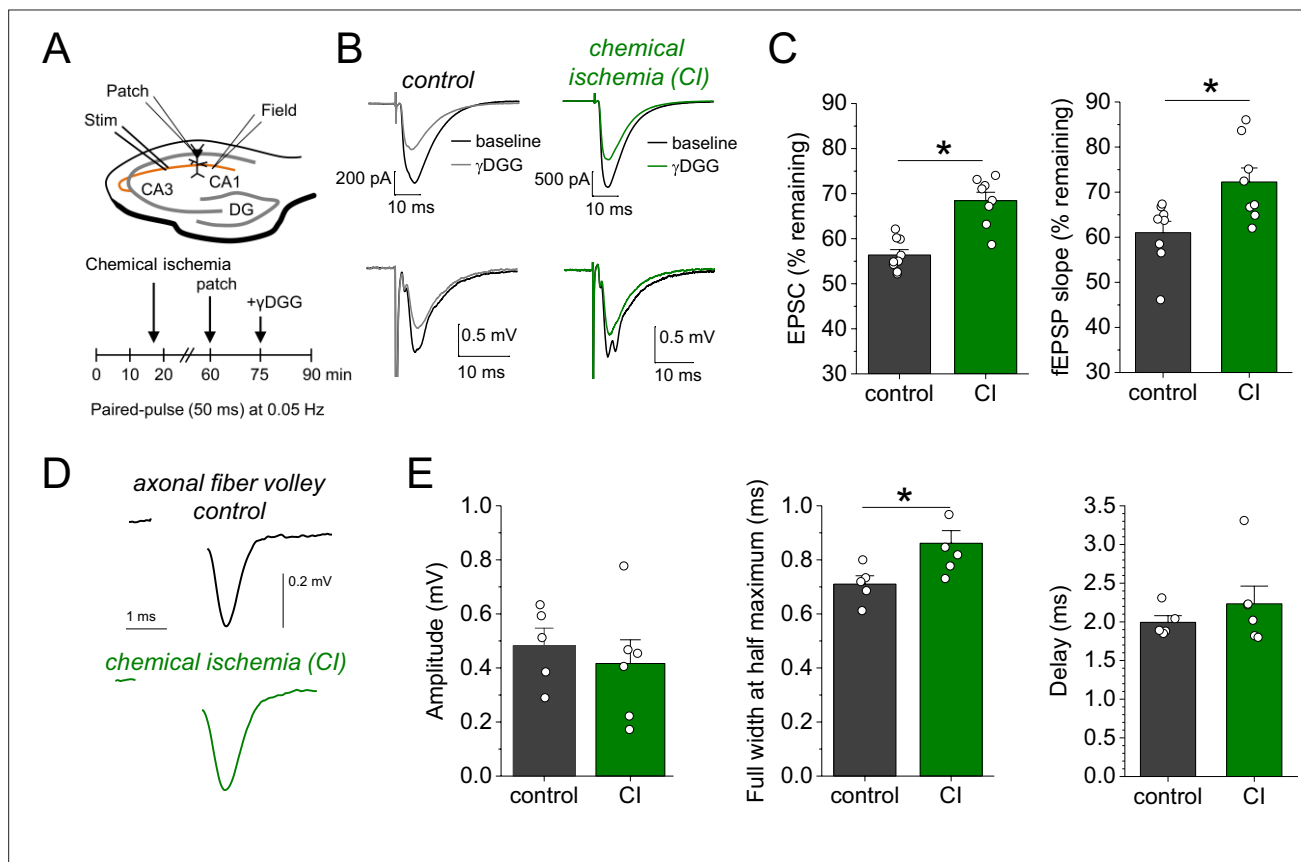 A
Patch
Stim
Field
CA3
CA1
DG
Chemical ischemia
patch
+γDGG
0 10 20 60 75 90 min
Paired-pulse (50 ms) at 0.05 Hz
B
control
baseline
γDGG
200 pA
10 ms
chemical
ischemia (CI)
baseline
γDGG
500 pA
10 ms
0.5 mV
10 ms
0.5 mV
10 ms
C
EPSC (% remaining)
90
80
70
60
50
40
30
*
control CI
fEPSP slope (% remaining)
90
80
70
60
50
40
30
*
control CI
D
axonal fiber volley
control
0.2 mV
1 ms
chemical ischemia (CI)
E
Amplitude (mV)
1.0
0.8
0.6
0.4
0.2
0.0
control CI
Full width at half maximum (ms)
1.0
0.8
0.6
0.4
0.2
0.0
*
control CI
Delay (ms)
3.5
3.0
2.5
2.0
1.5
1.0
0.5
0.0
control CI